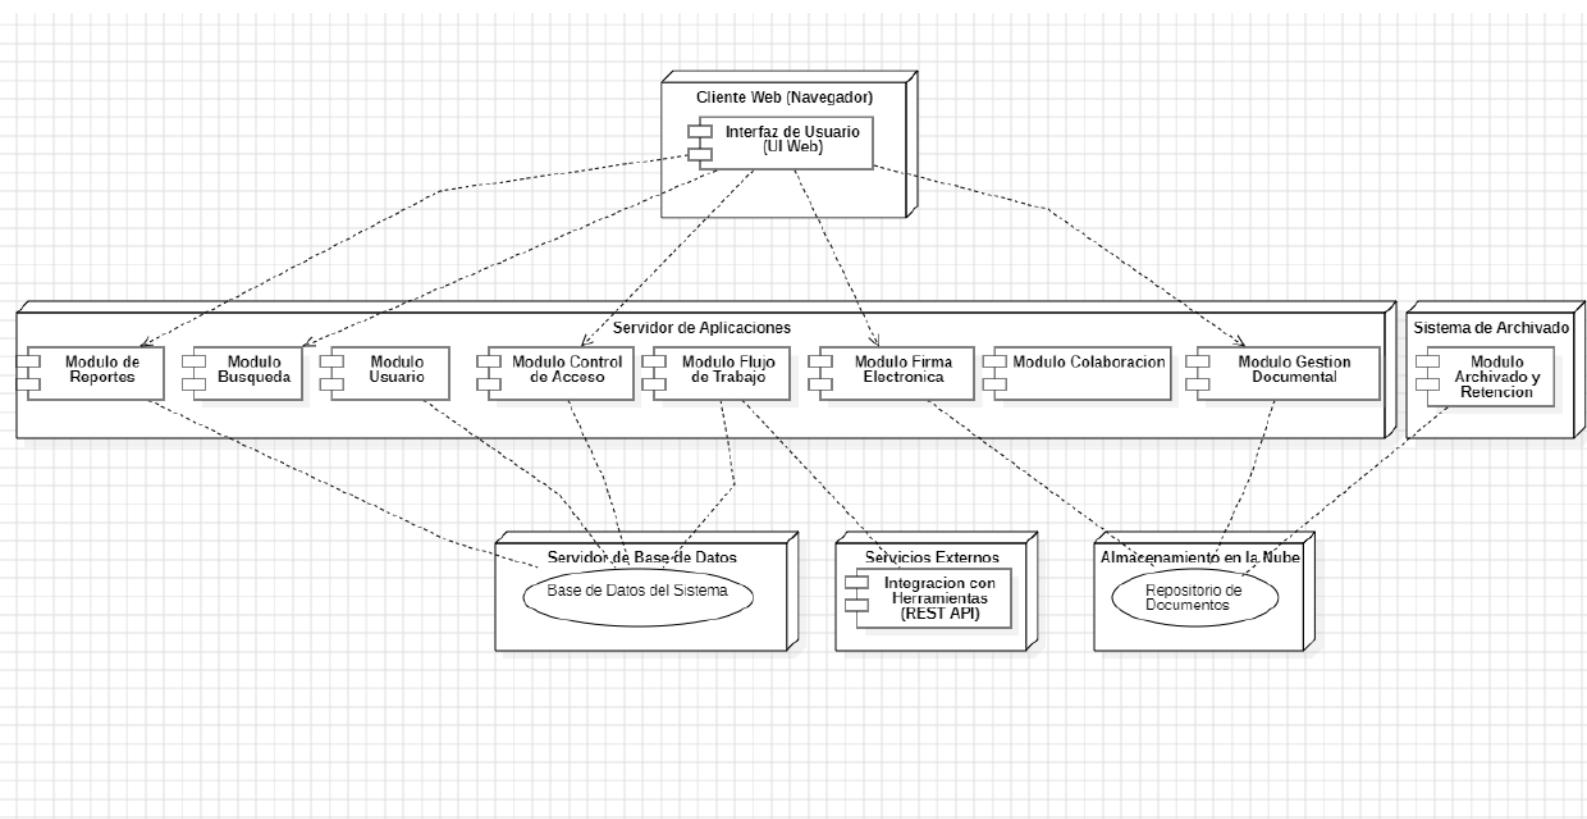 Cliente Web (Navegador)
Interfaz de Usuario
(UI Web)
Servidor de Aplicaciones
Modulo de
Reportes
Modulo
Busqueda
Modulo
Usuario
Modulo Control
de Acceso
Modulo Flujo
de Trabajo
Modulo Firma
Electronica
Modulo Colaboracion
Modulo Gestion
Documental
Sistema de Archivado
Modulo
Archivado y
Retencion
Servidor de Base de Datos
Base de Datos del Sistema
Servicios Externos
Integracion con
Herramientas
(REST API)
Almacenamiento en la Nube
Repositorio de
Documentos